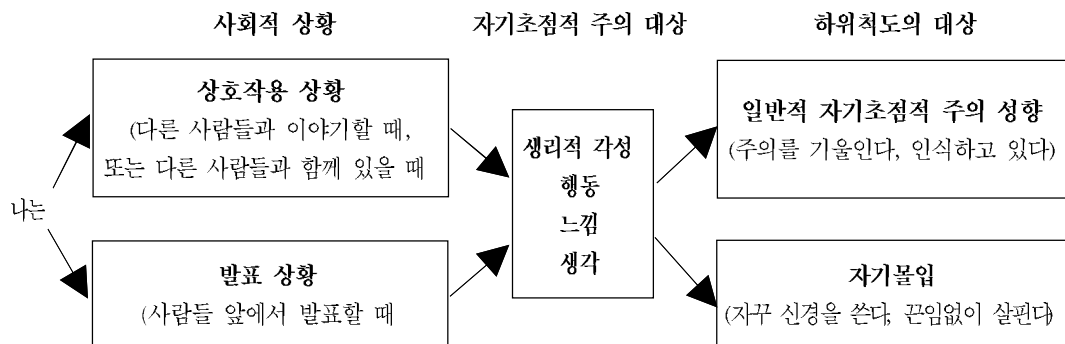 사회적 상황
자기초점적 주의 대상
하위척도의 대상
나는
상호작용 상황
(다른 사람들과 이야기할 때,
또는 다른 사람들과 함께 있을 때
발표 상황
(사람들 앞에서 발표할 때
생리적 각성
행동
느낌
생각
일반적 자기초점적 주의 성향
(주의를 기울인다, 인식하고 있다)
자기몰입
(자꾸 신경을 쓴다, 끈임없이 살핀다)